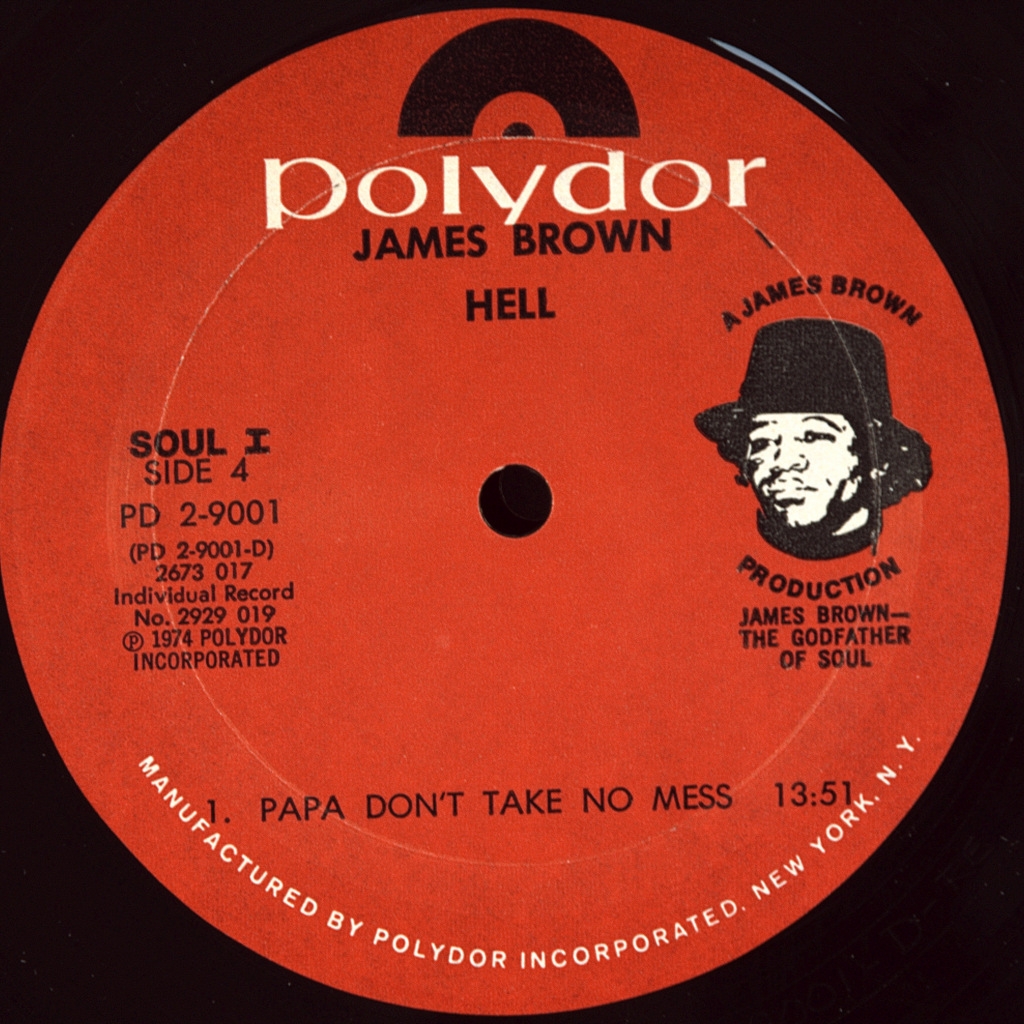 polydor
JAMES BROWN
HELL
A JAMES BROWN
PRODUCTION
JAMES BROWN—
THE GODFATHER
OF SOUL
SOUL I
SIDE 4
PD 2-9001
(PD 2-9001-D)
2673 017
Individual Record
No. 2929 019
Ⓟ 1974 POLYDOR
INCORPORATED
1. PAPA DON'T TAKE NO MESS 13:51
MANUFACTURED BY POLYDOR INCORPORATED, NEW YORK, N. Y.